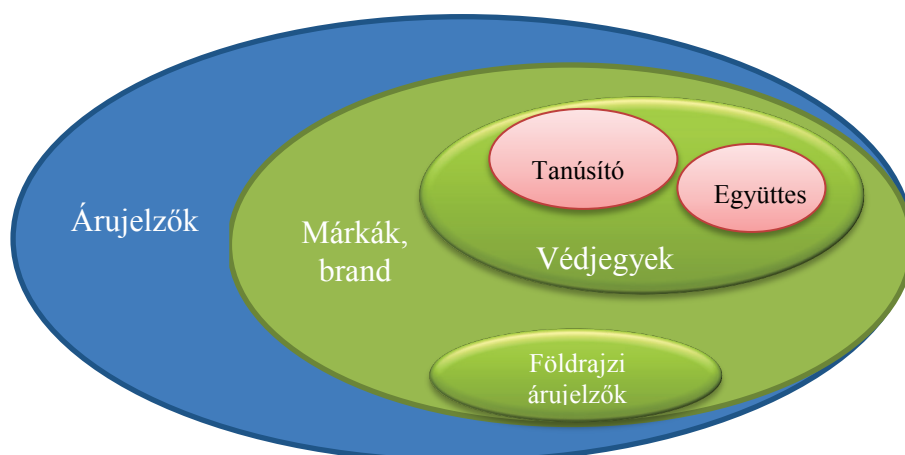 Árujelzők
Márkák,
brand
Tanúsító
Együttes
Védjegyek
Földrajzi
árujelzők